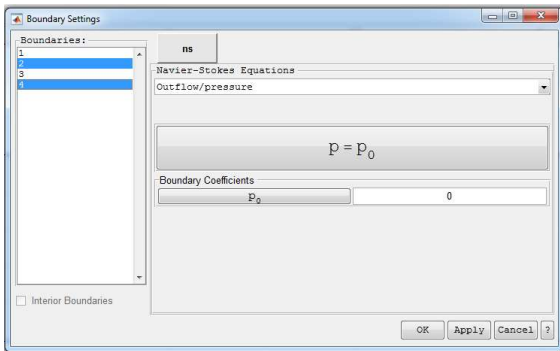 Boundary Settings
Boundaries:
1
2
3
4
Interior Boundaries
ns
Navier-Stokes Equations
Outflow/pressure
p = p₀
Boundary Coefficients
p₀
0
OK
Apply
Cancel
?